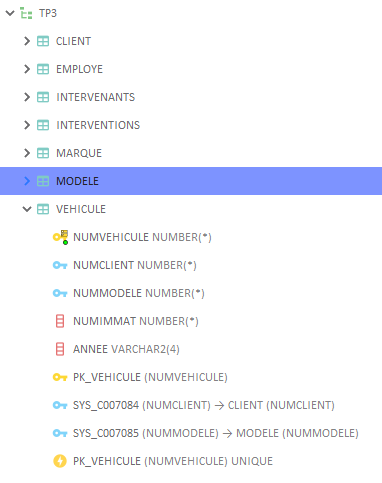 TP3
CLIENT
EMPLOYE
INTERVENANTS
INTERVENTIONS
MARQUE
MODELE
VEHICULE
NUMVEHICULE NUMBER(*)
NUMCLIENT NUMBER(*)
NUMMODELE NUMBER(*)
NUMIMMAT NUMBER(*)
ANNEE VARCHAR2(4)
PK_VEHICULE (NUMVEHICULE)
SYS_C007084 (NUMCLIENT) → CLIENT (NUMCLIENT)
SYS_C007085 (NUMMODELE) → MODELE (NUMMODELE)
PK_VEHICULE (NUMVEHICULE) UNIQUE